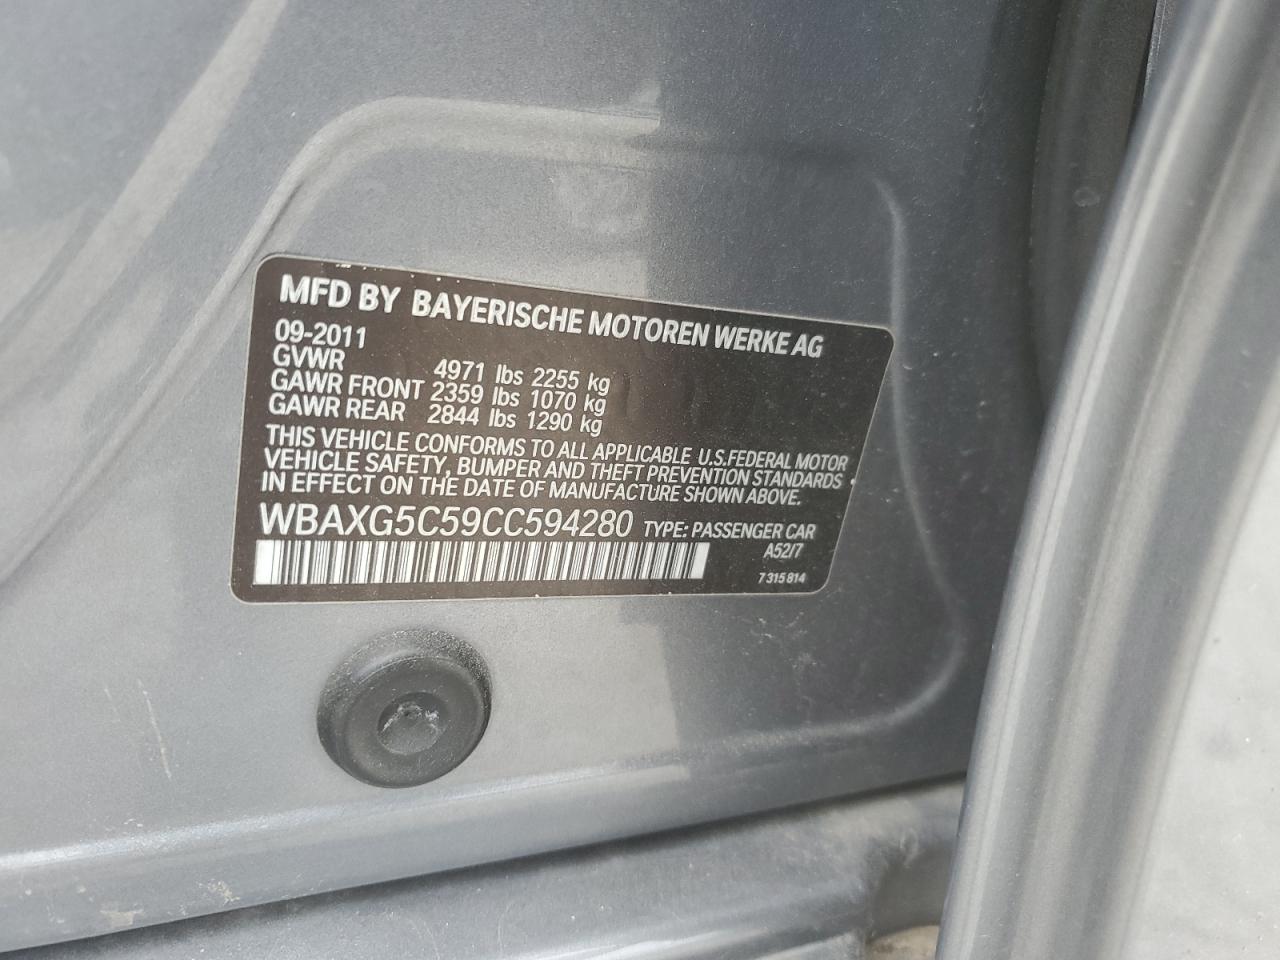 MFD BY BAYERISCHE MOTOREN WERKE AG
09-2011
GVWR 4971 lbs 2255 kg
GAWR FRONT 2359 lbs 1070 kg
GAWR REAR 2844 lbs 1290 kg
THIS VEHICLE CONFORMS TO ALL APPLICABLE U.S.FEDERAL MOTOR
VEHICLE SAFETY, BUMPER AND THEFT PREVENTION STANDARDS
IN EFFECT ON THE DATE OF MANUFACTURE SHOWN ABOVE.
WBAXG5C59CC594280 TYPE: PASSENGER CAR
A52/7
7 315 814